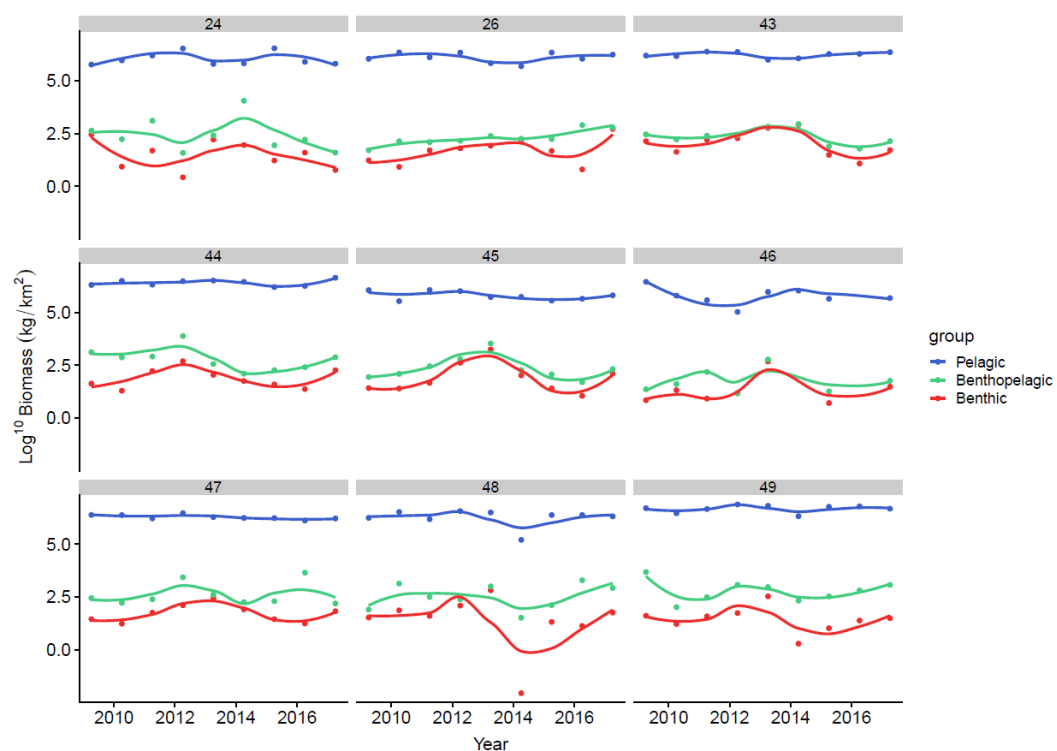 24 26 43
5.0
2.5
0.0
44 45 46
5.0
2.5
0.0
47 48 49
5.0
2.5
0.0
2010 2012 2014 2016 2010 2012 2014 2016 2010 2012 2014 2016
Year
Log10 Biomass (kg/km2)
group
Pelagic
Benthopelagic
Benthic